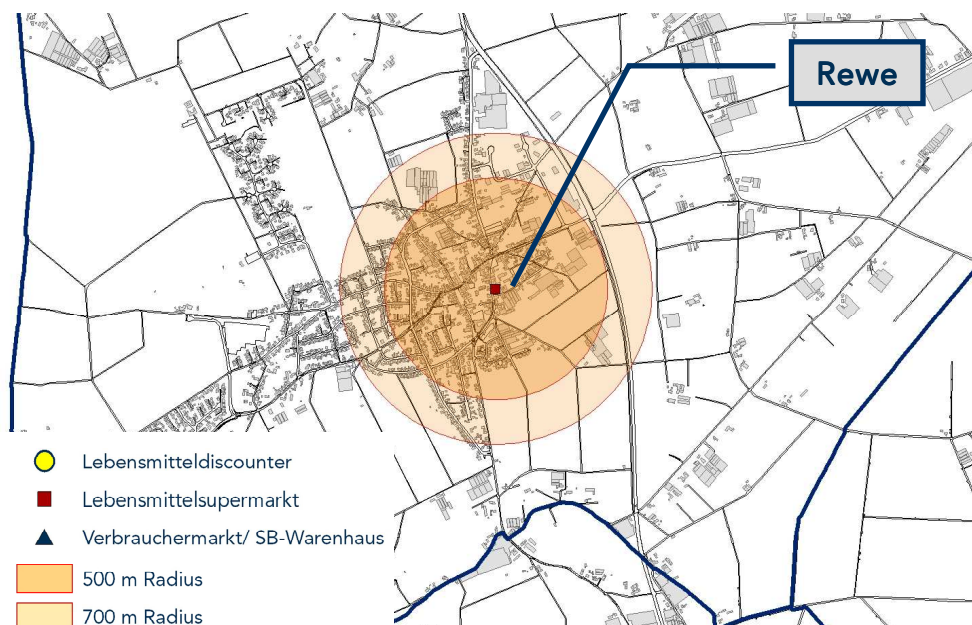 Rewe
Lebensmitteldiscounter
Lebensmittelsupermarkt
Verbrauchermarkt/ SB-Warenhaus
500 m Radius
700 m Radius